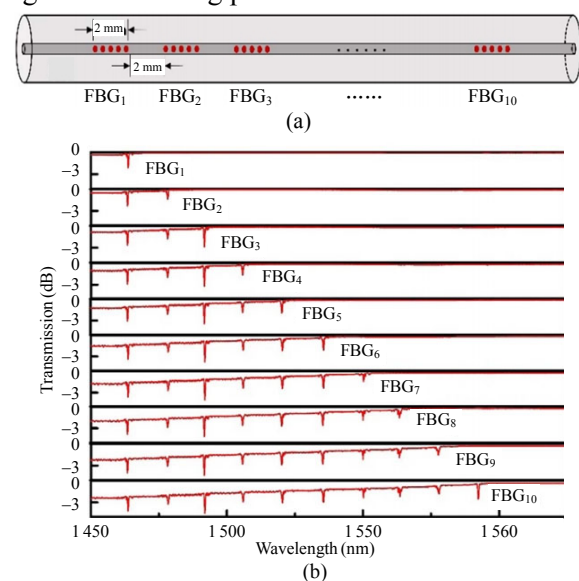 2 mm
2 mm
FBG₁ FBG₂ FBG₃ …… FBG₁₀
(a)
Transmission (dB)
0
−3
FBG₁
0
−3
FBG₂
0
−3
FBG₃
0
−3
FBG₄
0
−3
FBG₅
0
−3
FBG₆
0
−3
FBG₇
0
−3
FBG₈
0
−3
FBG₉
0
−3
FBG₁₀
1 450 1 500 1 550 1 560
Wavelength (nm)
(b)